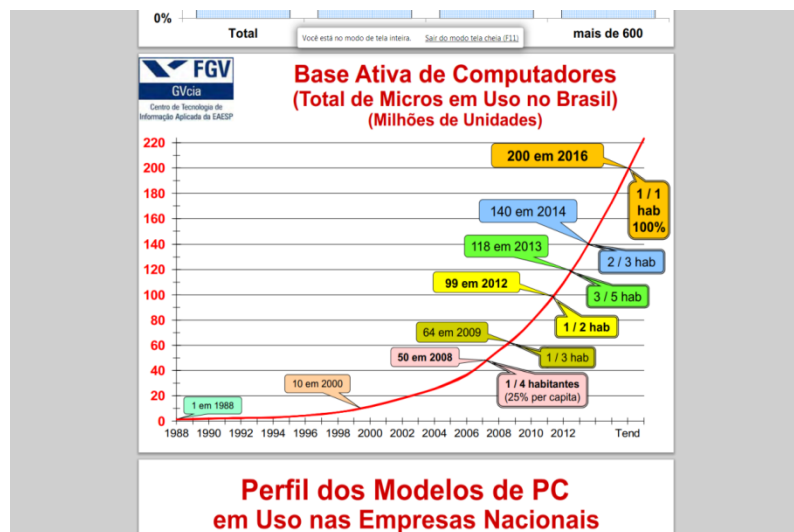 0%
Total
mais de 600
Você está no modo de tela inteira. Sair do modo tela cheia (F11)
FGV
GVcia
Centro de Tecnologia de
Informação Aplicada da EAESP
Base Ativa de Computadores
(Total de Micros em Uso no Brasil)
(Milhões de Unidades)
220
200
180
160
140
120
100
80
60
40
20
0
200 em 2016
1 / 1
hab
100%
140 em 2014
2 / 3 hab
118 em 2013
3 / 5 hab
99 em 2012
1 / 2 hab
64 em 2009
1 / 3 hab
50 em 2008
1 / 4 habitantes
(25% per capita)
10 em 2000
1 em 1988
1988 1990 1992 1994 1996 1998 2000 2002 2004 2006 2008 2010 2012 Tend
Perfil dos Modelos de PC
em Uso nas Empresas Nacionais